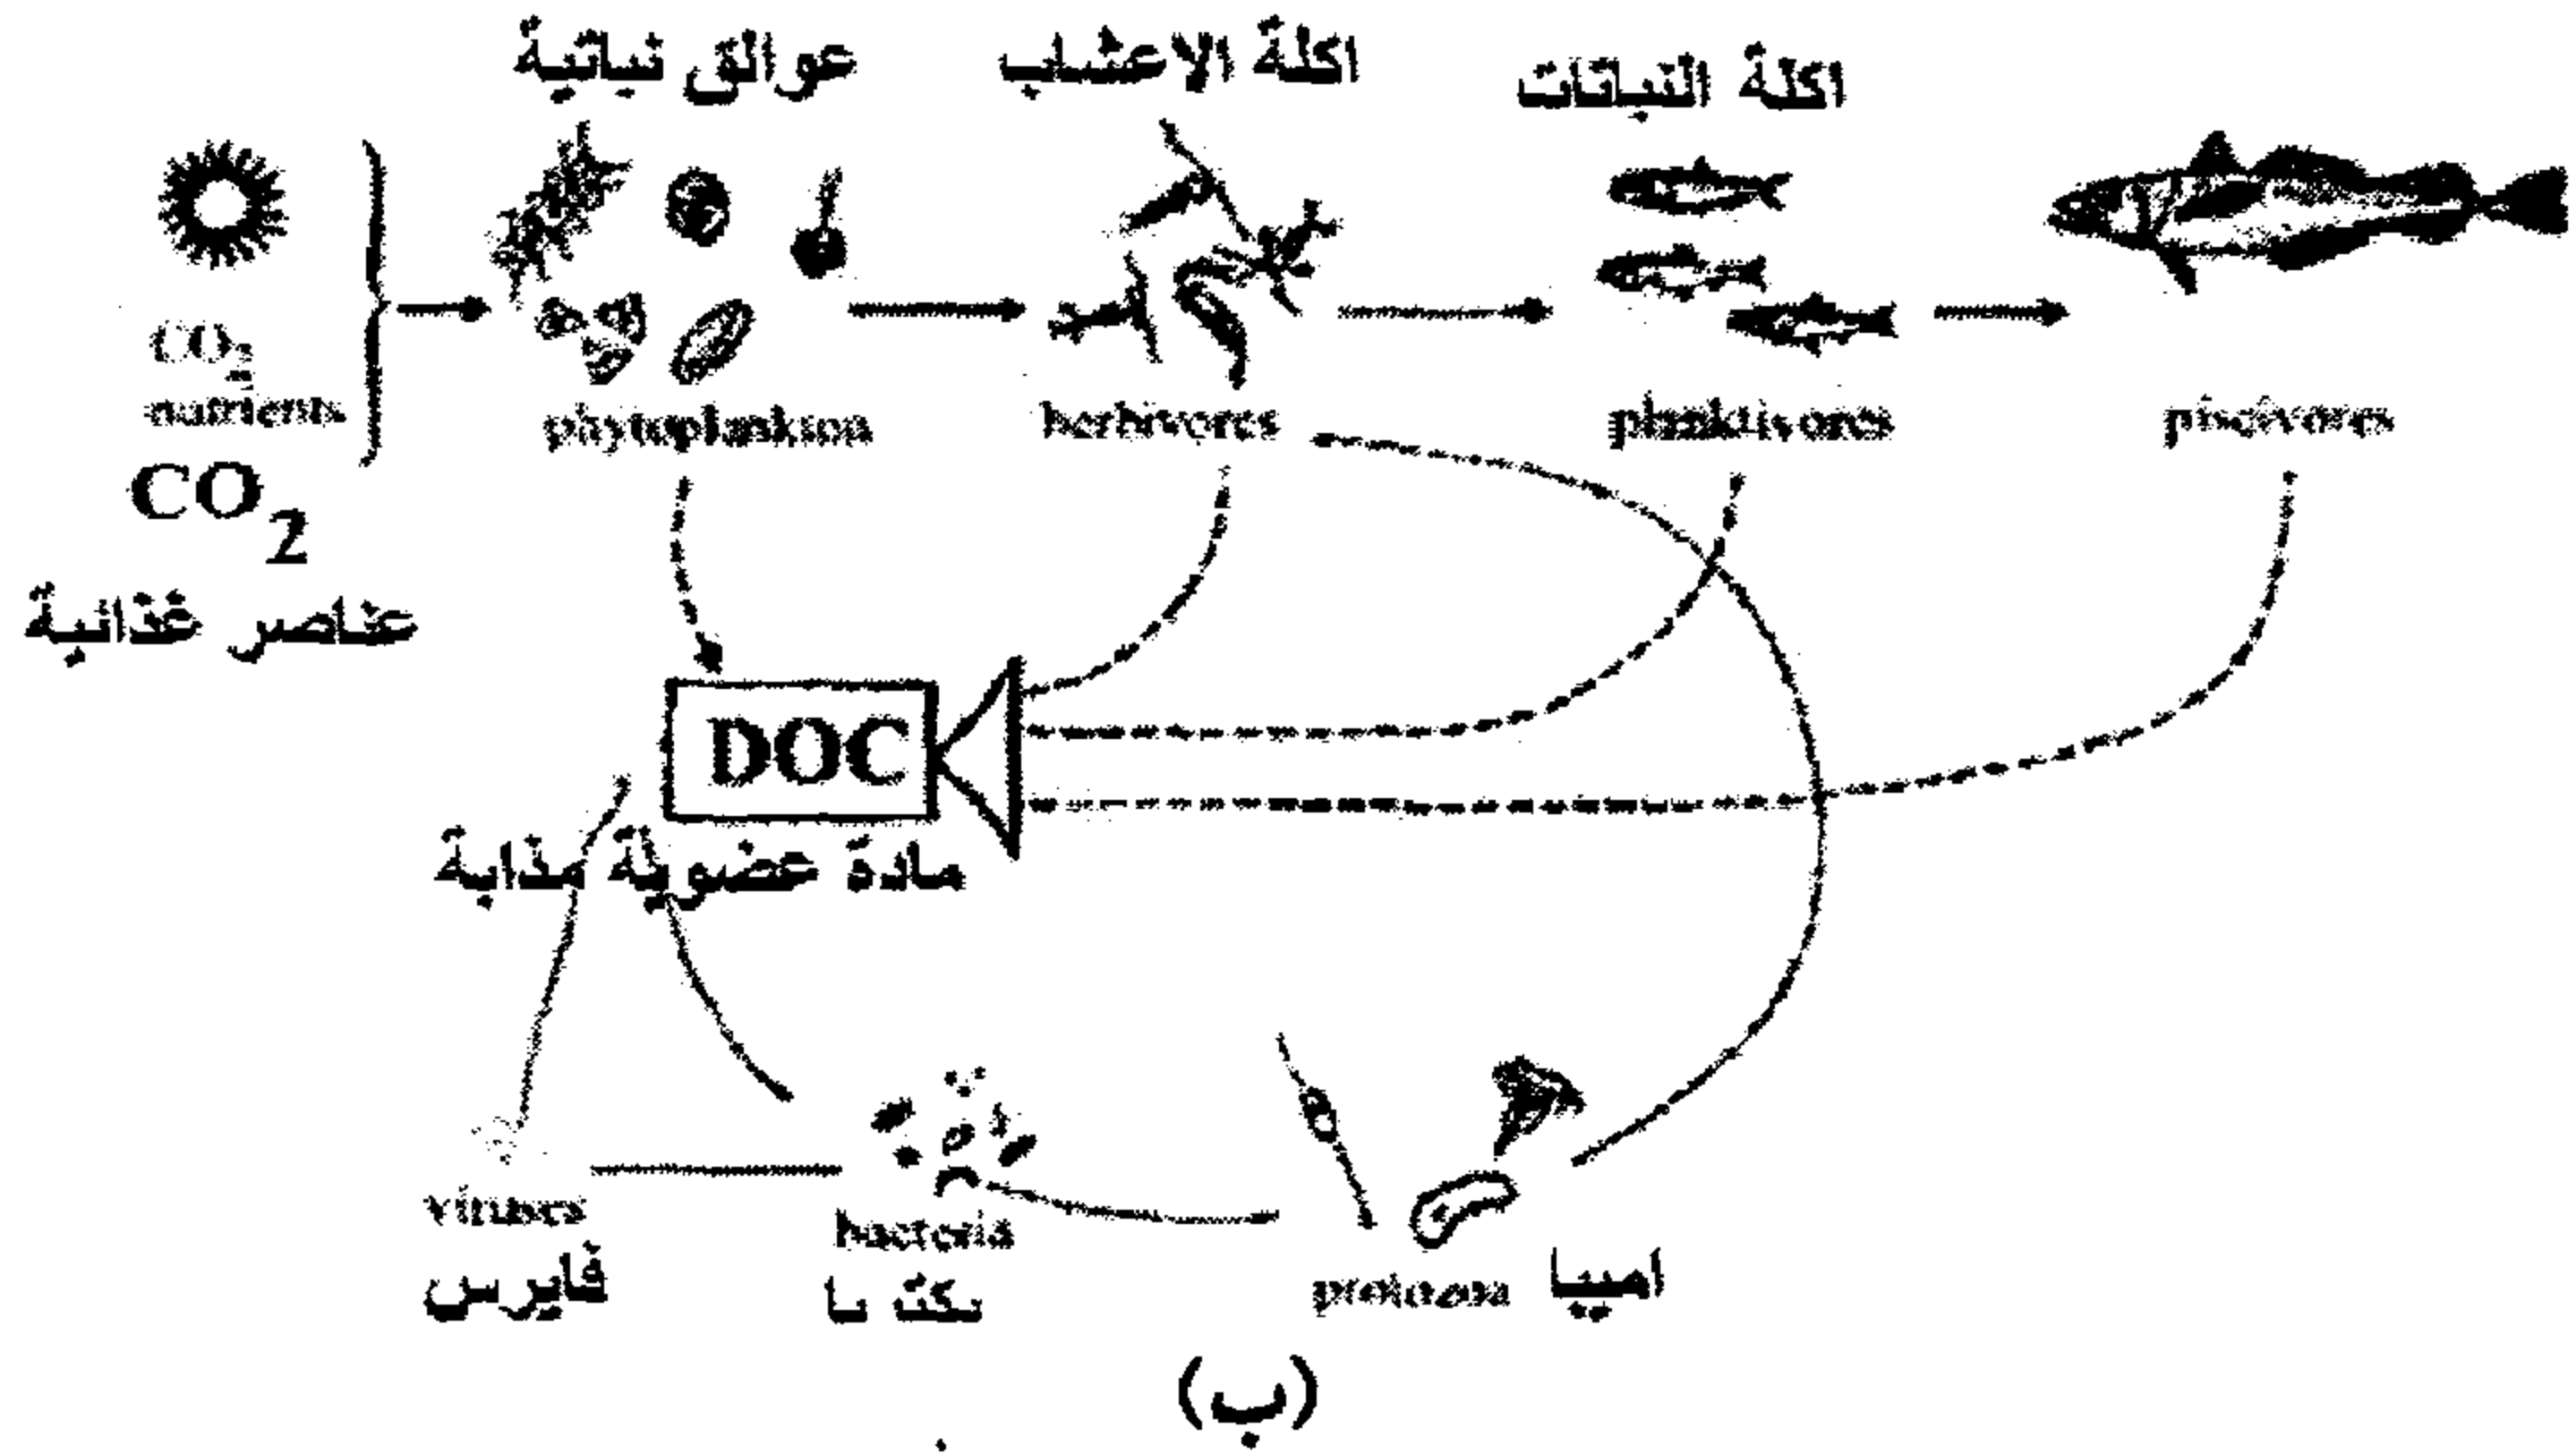 عوالق نباتية
اكلة الاعشاب
اكلة النباتات
CO2
nutrients
CO2
عناصر غذائية
phytoplankton
herbivores
planktivores
piscivores
DOC
مادة عضوية مذابة
viruses
فايرس
bacteria
protozoa
امبيا
(ب)